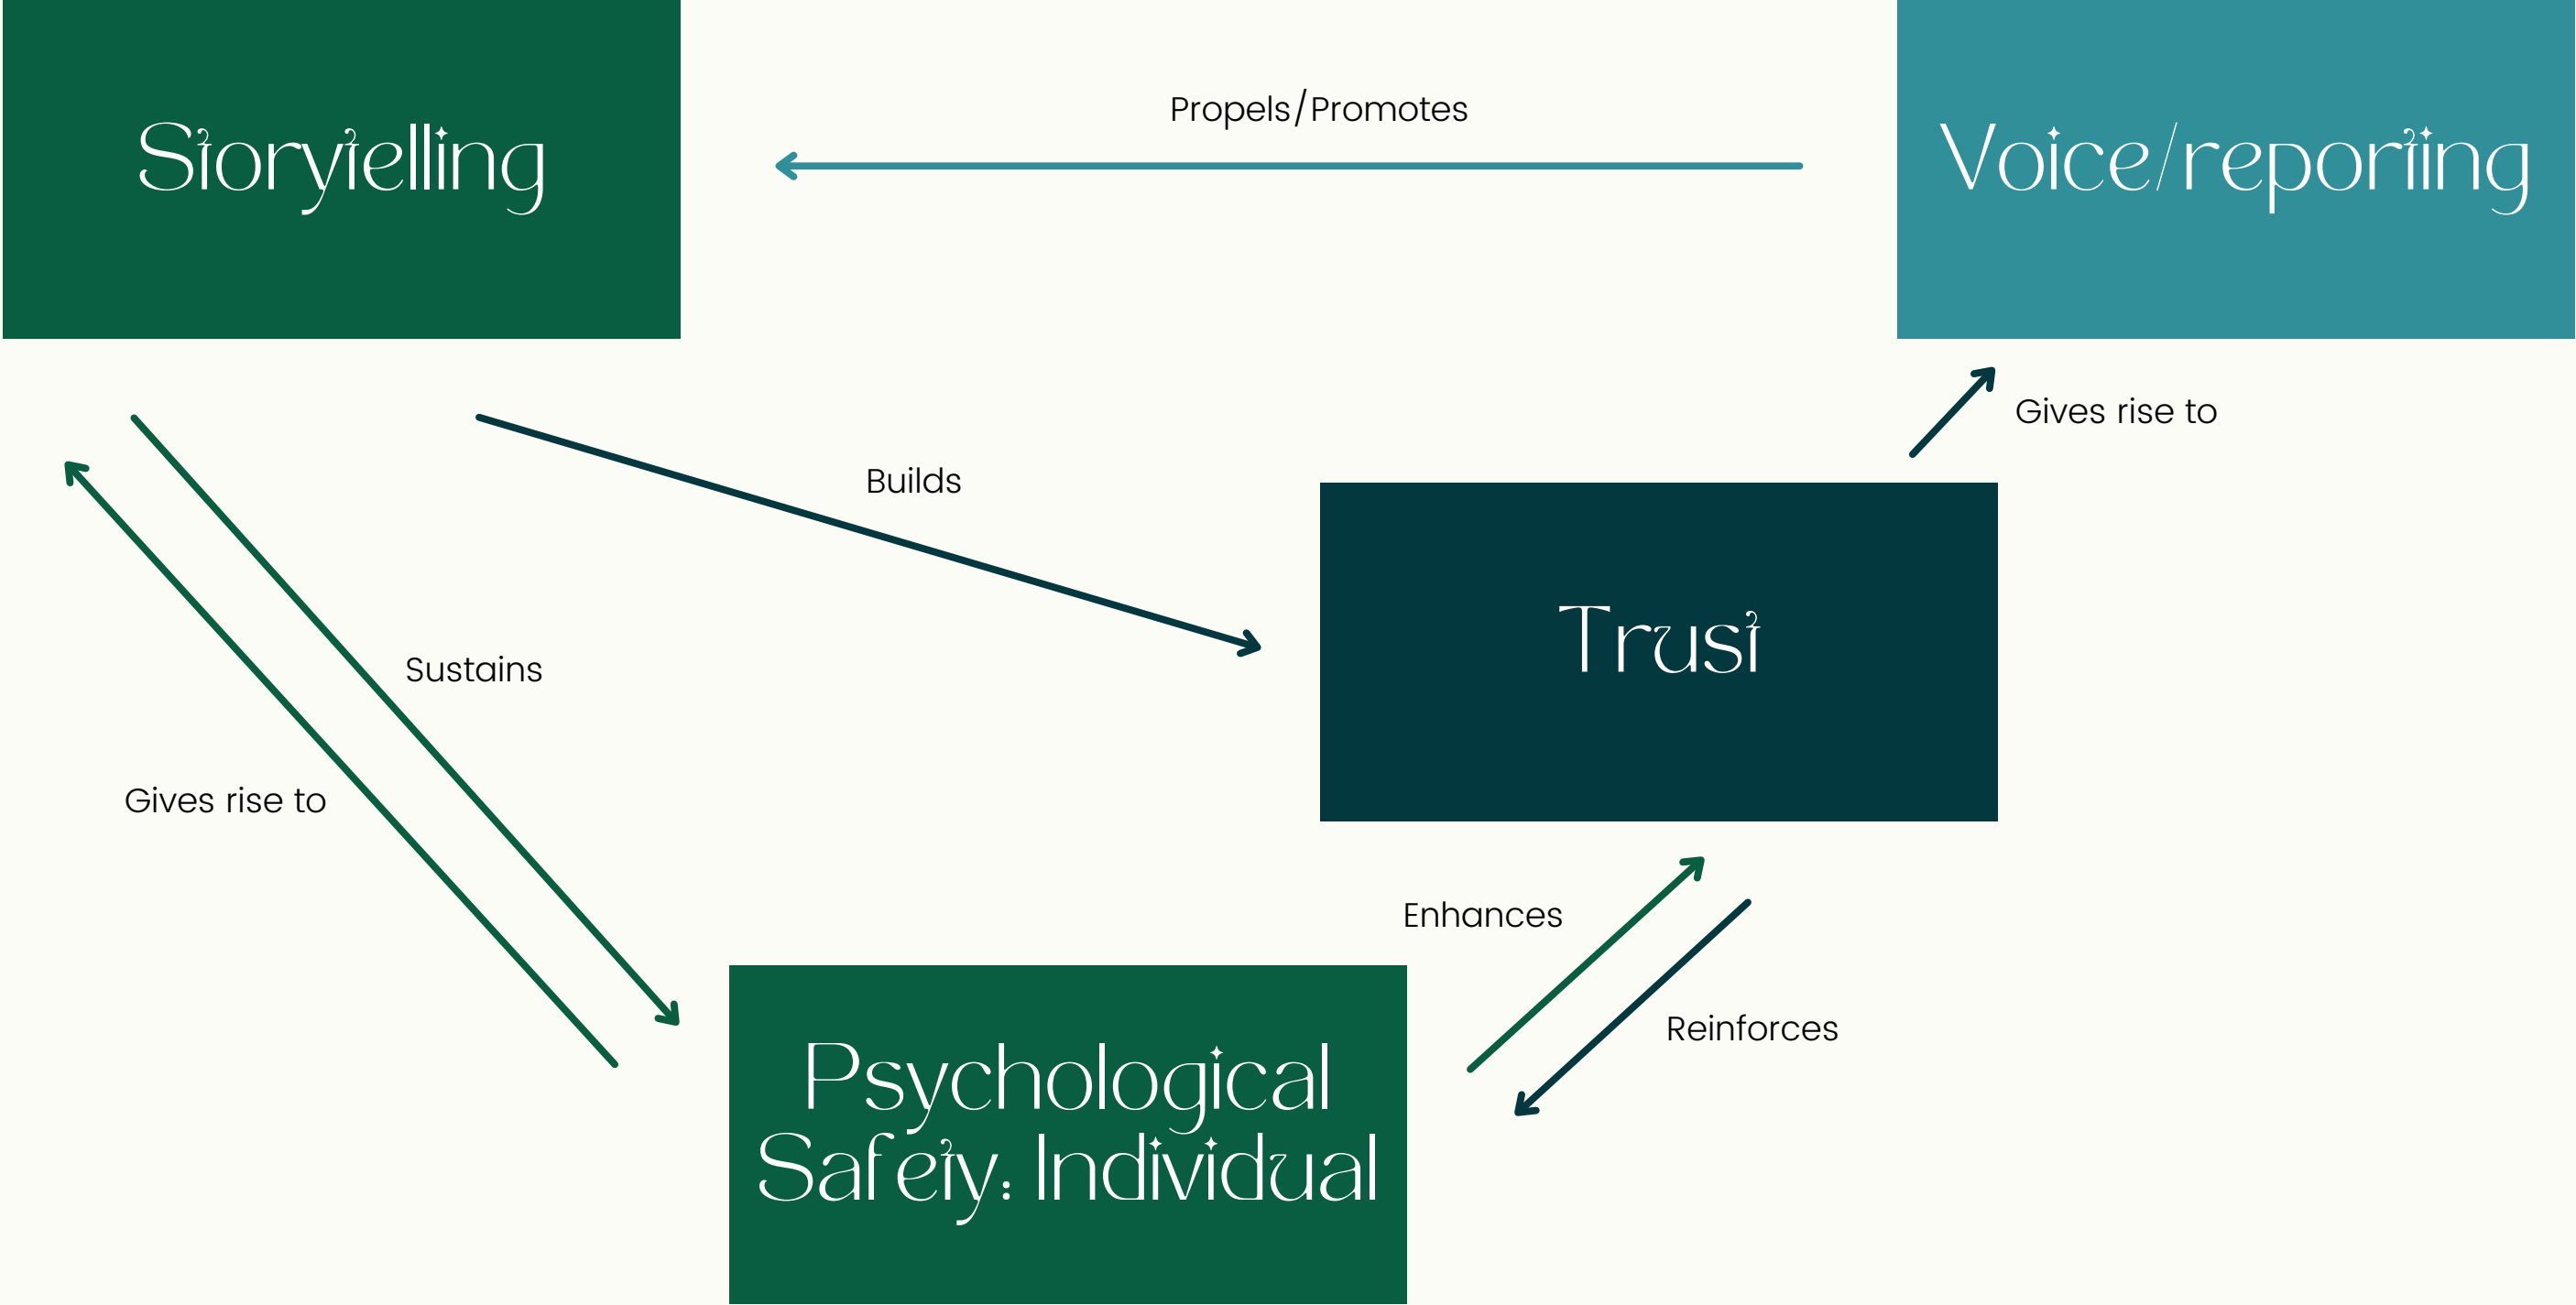 Storytelling
Propels/Promotes
Voice/reporting
Gives rise to
Builds
Trust
Sustains
Gives rise to
Enhances
Reinforces
Psychological
Safety: Individual